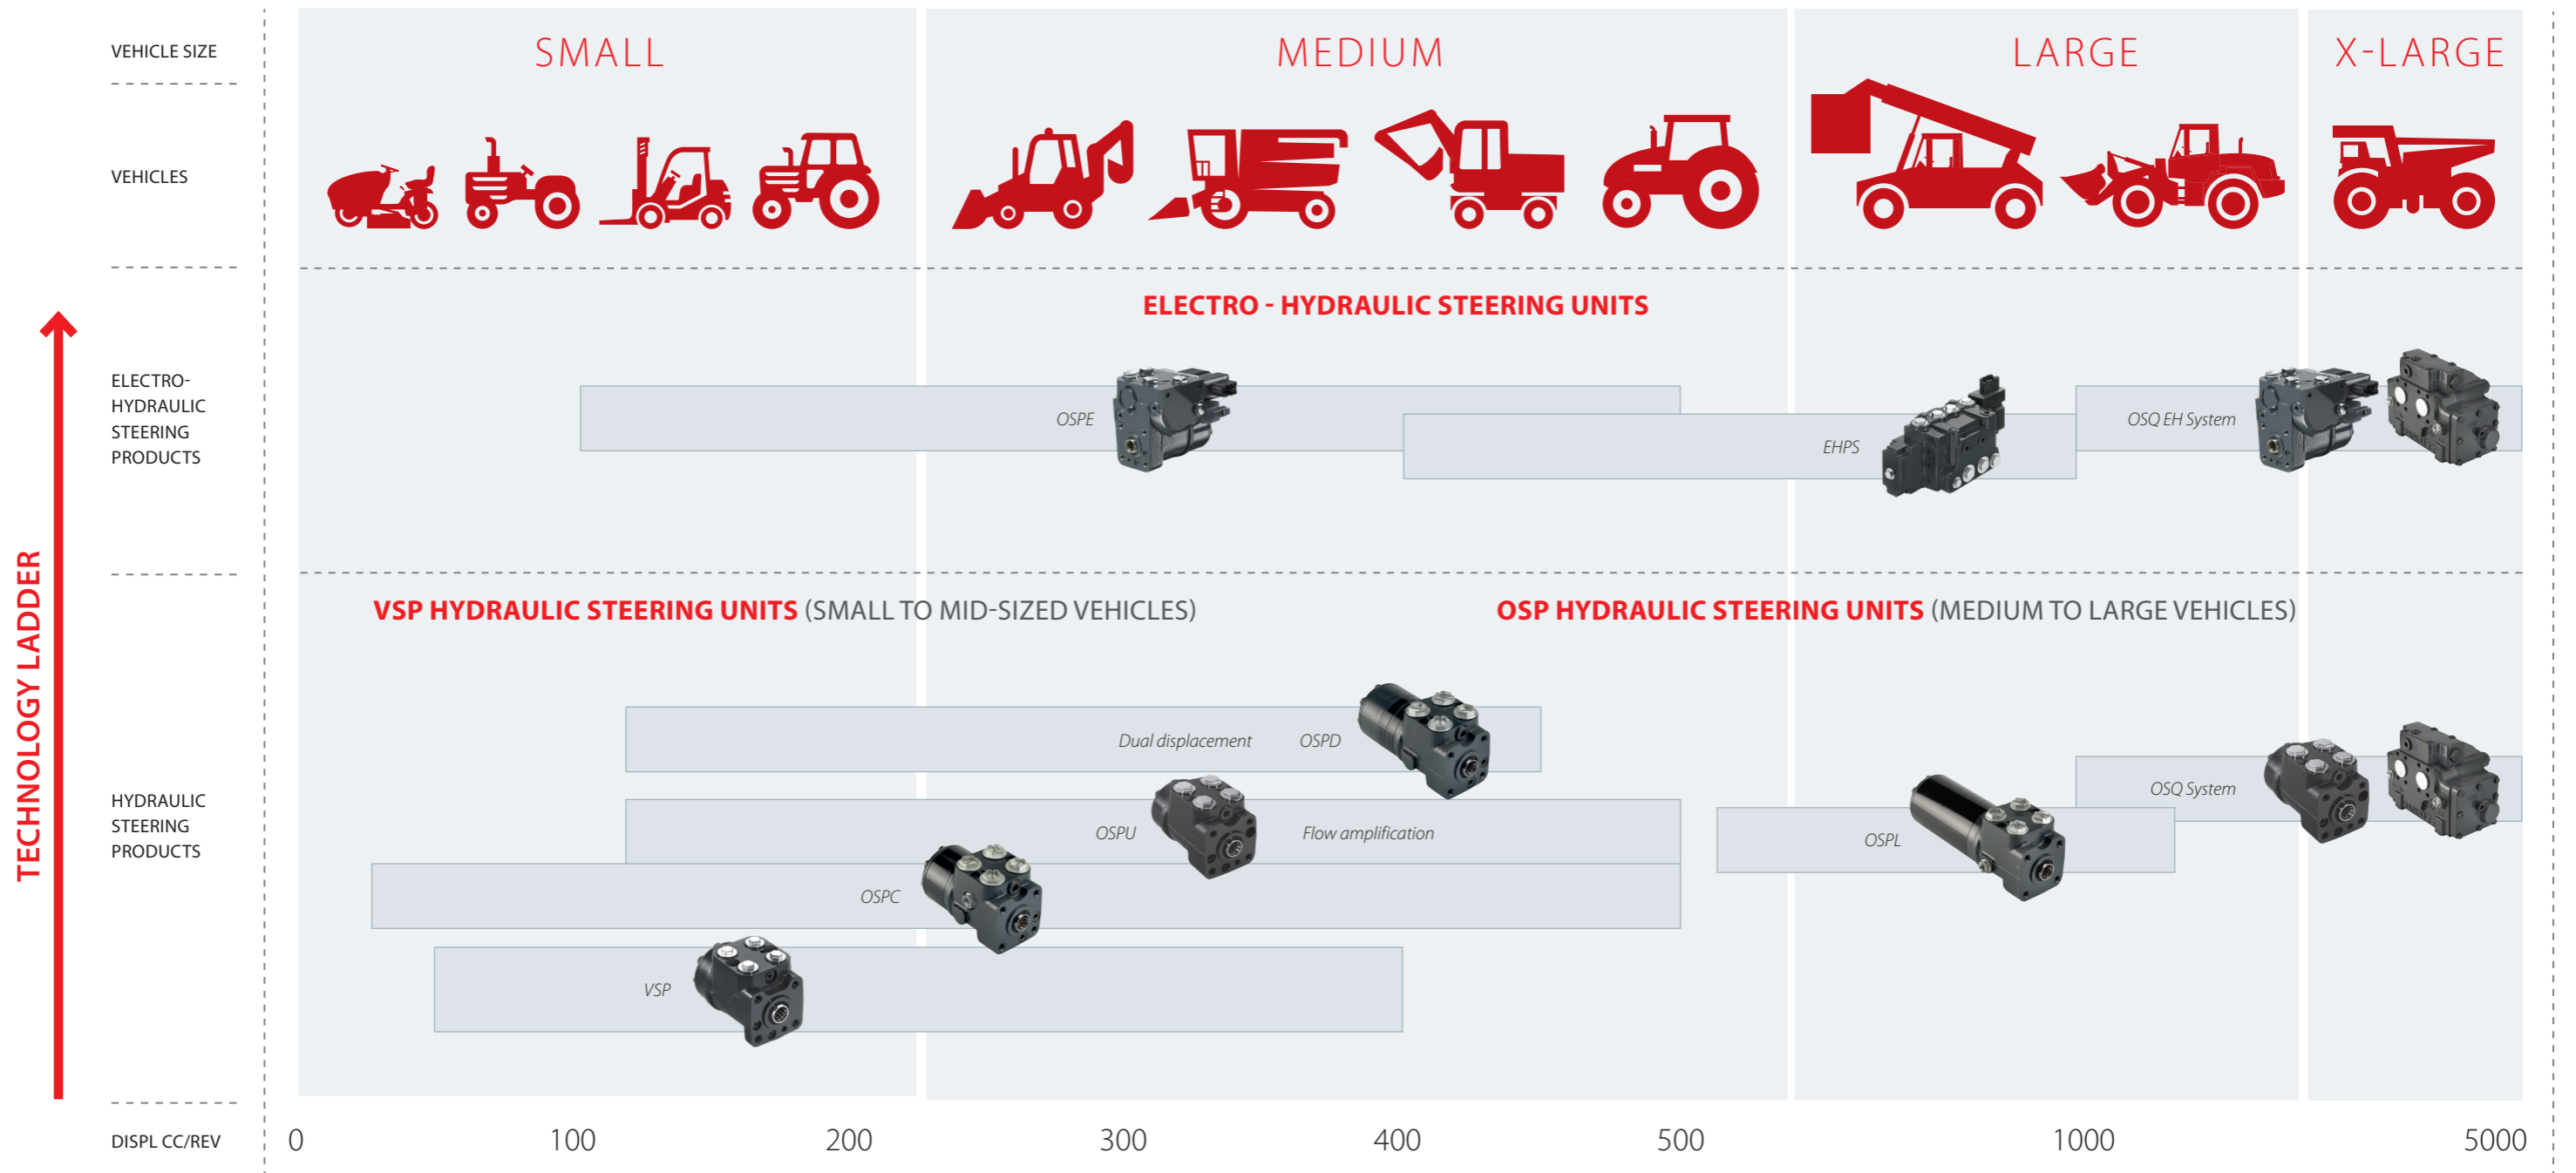 VEHICLE SIZE
SMALL
MEDIUM
LARGE
X-LARGE
VEHICLES
ELECTRO - HYDRAULIC STEERING UNITS
ELECTRO-
HYDRAULIC
STEERING
PRODUCTS
OSPE
EHPS
OSQ EH System
TECHNOLOGY LADDER
VSP HYDRAULIC STEERING UNITS (SMALL TO MID-SIZED VEHICLES)
OSP HYDRAULIC STEERING UNITS (MEDIUM TO LARGE VEHICLES)
HYDRAULIC
STEERING
PRODUCTS
Dual displacement OSPD
OSQ System
OSPU Flow amplification
OSPL
OSPC
VSP
DISPL CC/REV
0 100 200 300 400 500 1000 5000